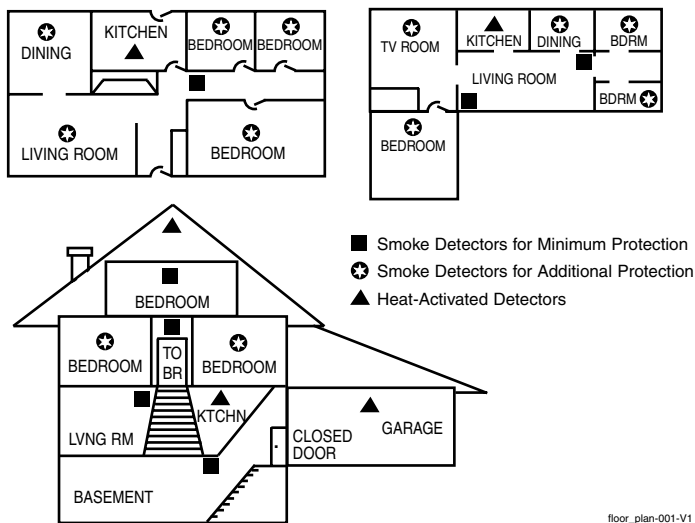 DINING
KITCHEN
BEDROOM
BEDROOM
LIVING ROOM
BEDROOM
TV ROOM
KITCHEN
DINING
BDRM
LIVING ROOM
BDRM
BEDROOM
Smoke Detectors for Minimum Protection
Smoke Detectors for Additional Protection
Heat-Activated Detectors
BEDROOM
BEDROOM
TO
BR
BEDROOM
LVNG RM
KTCHN
CLOSED
DOOR
GARAGE
BASEMENT
floor_plan-001-V1